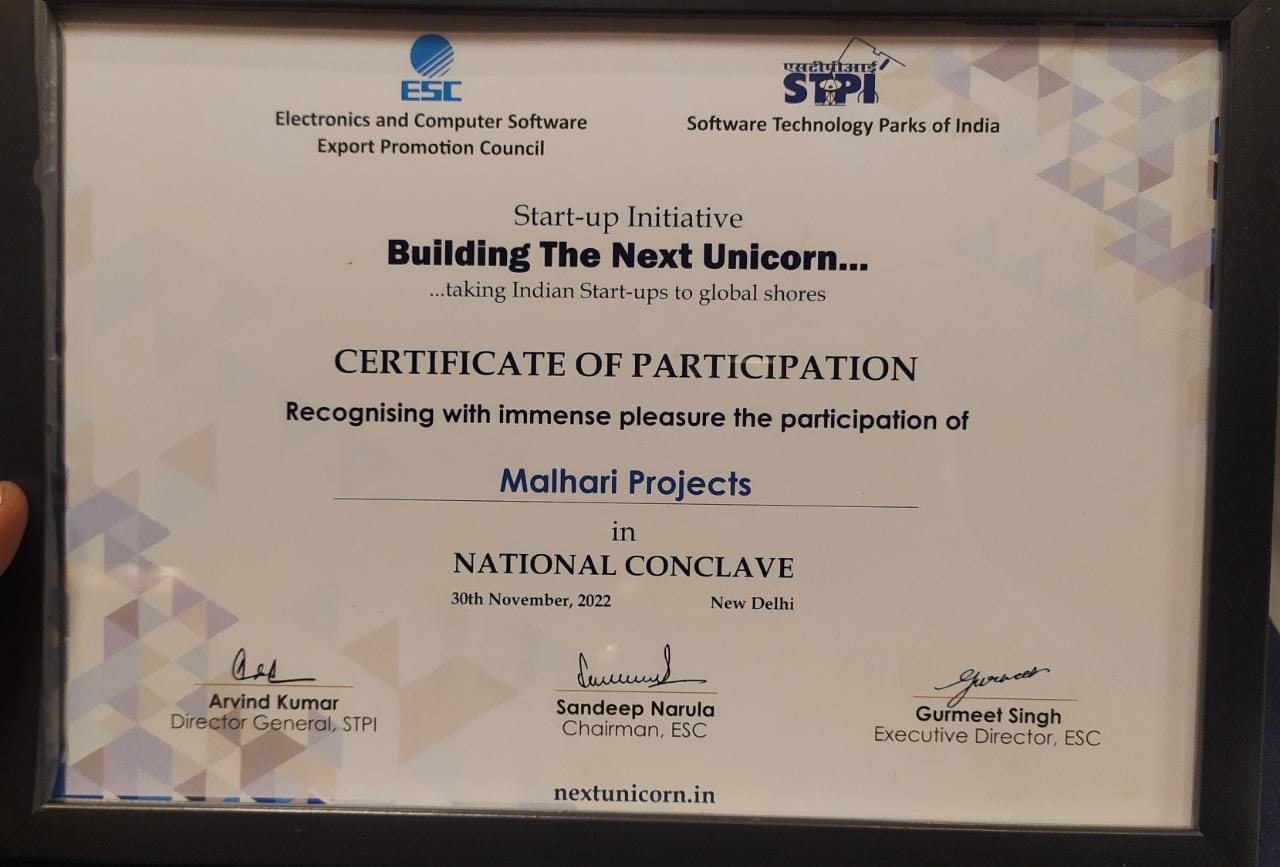 ESC
Electronics and Computer Software
Export Promotion Council
एसटीपीआई
STPI
Software Technology Parks of India
Start-up Initiative
Building The Next Unicorn...
...taking Indian Start-ups to global shores
CERTIFICATE OF PARTICIPATION
Recognising with immense pleasure the participation of
Malhari Projects
in
NATIONAL CONCLAVE
30th November, 2022 New Delhi
Arvind Kumar
Director General, STPI
Sandeep Narula
Chairman, ESC
Gurmeet
Gurmeet Singh
Executive Director, ESC
nextunicorn.in